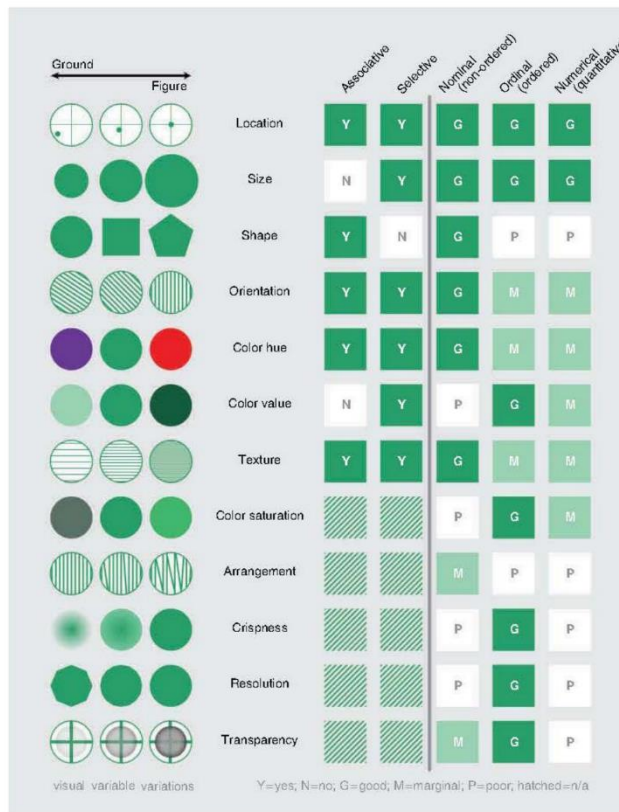 Ground
Figure
Associative
Selective
Nominal
(non-ordered)
Ordinal
(ordered)
Numerical
(quantitative)
Location Y Y G G G
Size N Y G G G
Shape Y N G P P
Orientation Y Y G M M
Color hue Y Y G M M
Color value N Y P G M
Texture Y Y G M M
Color saturation P G M
Arrangement M P P
Crispness P G P
Resolution P G P
Transparency M G P
visual variable variations Y=yes; N=no; G=good; M=marginal; P=poor; hatched=n/a